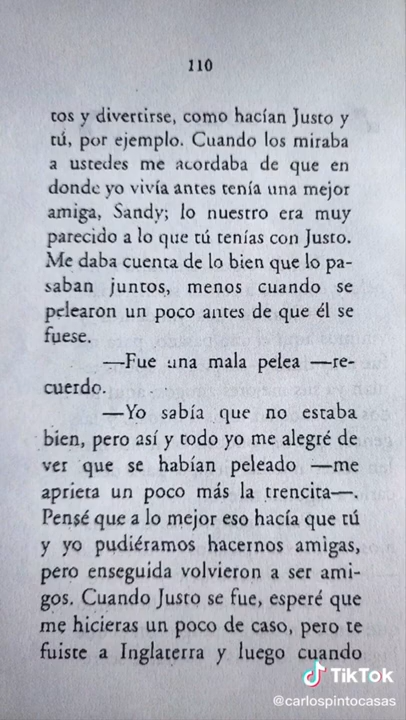 110
tos y divertirse, como hacían Justo y
tú, por ejemplo. Cuando los miraba
a ustedes me acordaba de que en
donde yo vivía antes tenía una mejor
amiga, Sandy; lo nuestro era muy
parecido a lo que tú tenías con Justo.
Me daba cuenta de lo bien que lo pa-
saban juntos, menos cuando se
pelearon un poco antes de que él se
fuese.
—Fue una mala pelea —re-
cuerdo.
—Yo sabía que no estaba
bien, pero así y todo yo me alegré de
ver que se habían peleado —me
aprieta un poco más la trencita—.
Pensé que a lo mejor eso hacía que tú
y yo pudiéramos hacernos amigas,
pero enseguida volvieron a ser ami-
gos. Cuando Justo se fue, esperé que
me hicieras un poco de caso, pero te
fuiste a Inglaterra y luego cuando
TikTok
@carlospintocasas